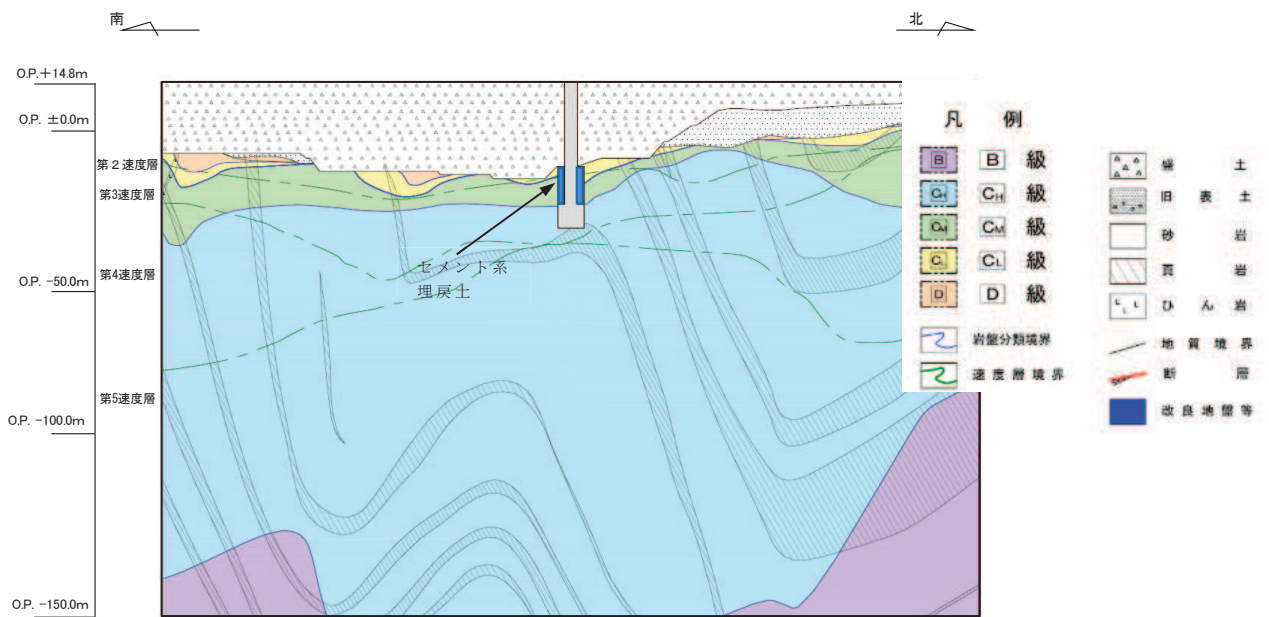 南
北
O.P.+14.8m
O.P. ±0.0m
第2速度層
第3速度層
第4速度層
O.P. -50.0m
第5速度層
O.P. -100.0m
O.P. -150.0m
セメント系
埋戻土
凡 例
B B 級
CH CH 級
CM CM 級
CL CL 級
D D 級
岩盤分類境界
速度層境界
盛 土
旧 表 土
砂 岩
頁 岩
ひ ん 岩
地 質 境 界
断 層
改 良 地 盤 等